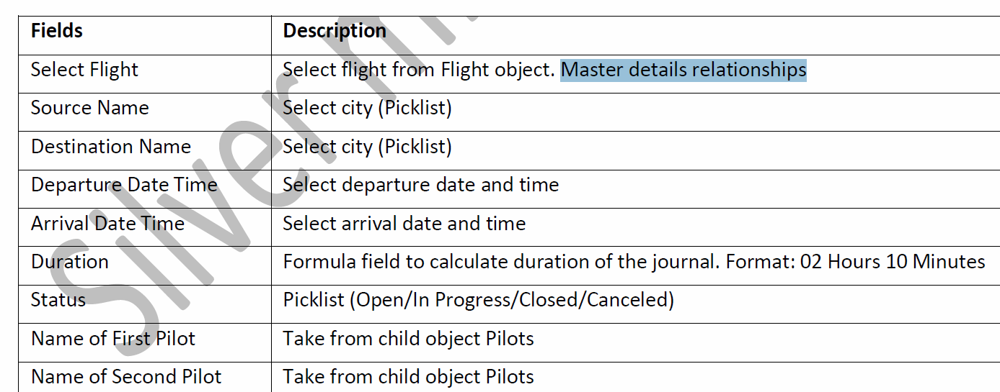 Fields Description
Select Flight Select flight from Flight object. Master details relationships
Source Name Select city (Picklist)
Destination Name Select city (Picklist)
Departure Date Time Select departure date and time
Arrival Date Time Select arrival date and time
Duration Formula field to calculate duration of the journal. Format: 02 Hours 10 Minutes
Status Picklist (Open/In Progress/Closed/Canceled)
Name of First Pilot Take from child object Pilots
Name of Second Pilot Take from child object Pilots
Silver